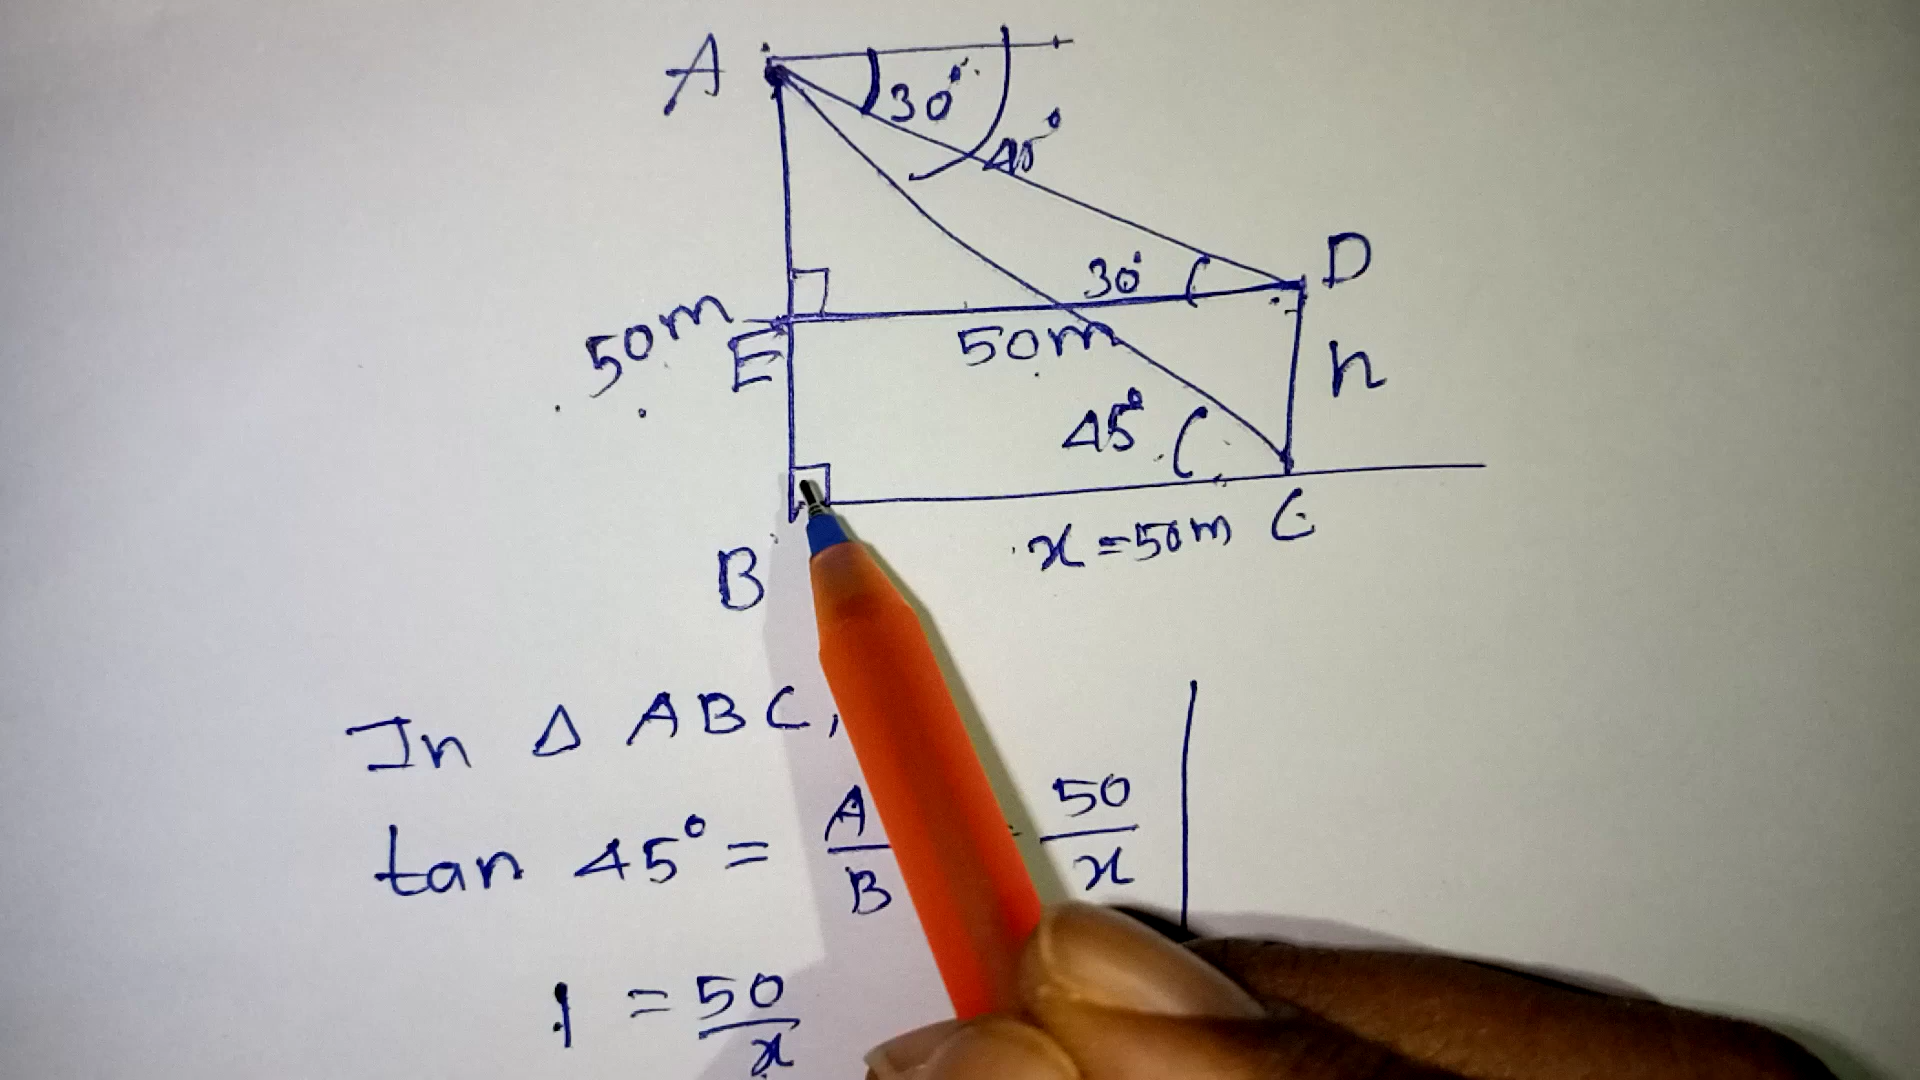 A
30°
45°
30°
D
50m
E
50m
h
45°
x = 50m
C
B
In Δ ABC,
tan 45° = A/B = 50/x
1 = 50/x